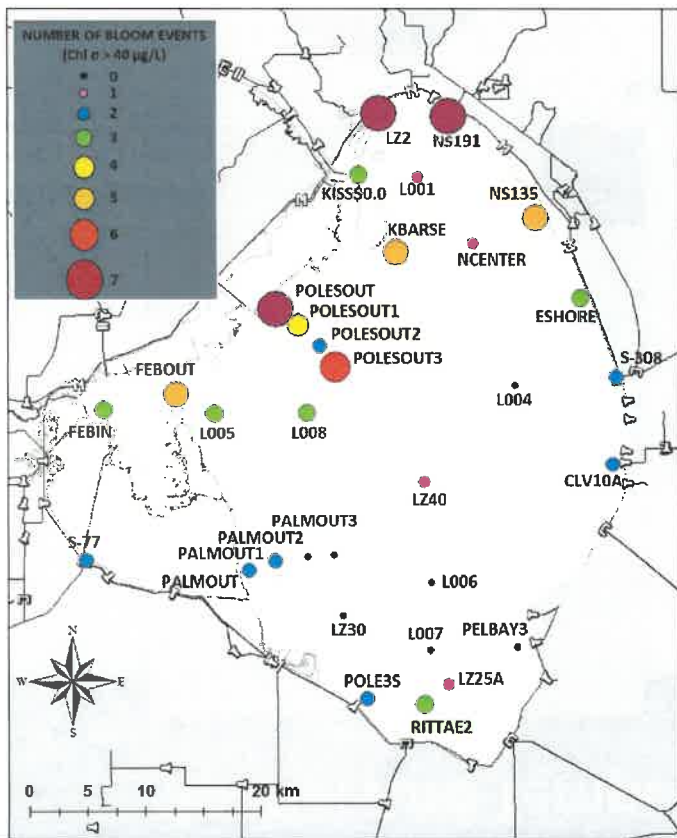 NUMBER OF BLOOM EVENTS
(Chl a > 40 µg/L)
0
1
2
3
4
5
6
7
LZ2
NS191
KISSS0.0
L001
NS135
KBARSE
NCENTER
POLESOUT
POLESOUT1
ESHORE
POLESOUT2
S-308
POLESOUT3
FEBOUT
L004
FEBIN
L005
L008
CLV10A
LZ40
PALMOUT3
PALMOUT2
S-77
PALMOUT1
PALMOUT
L006
LZ30
L007
PELBAY3
N
W E
S
POLE3S
LZ25A
RITTAE2
0 5 10 20 km